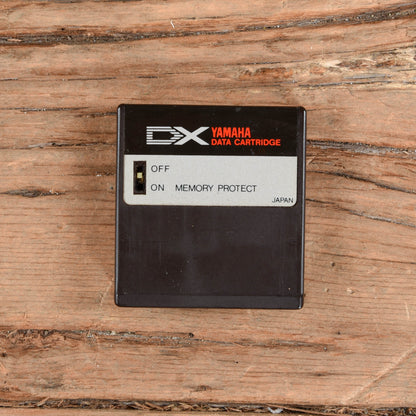 DX YAMAHA
DATA CARTRIDGE
OFF
ON MEMORY PROTECT
JAPAN